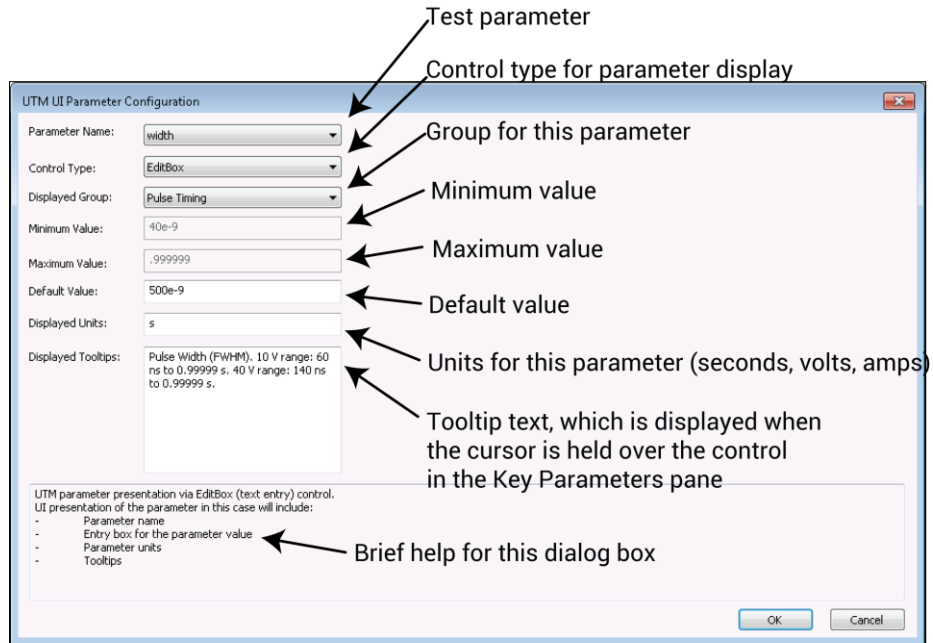 Test parameter
Control type for parameter display
UTM UI Parameter Configuration
Parameter Name:
width
Group for this parameter
Control Type:
EditBox
Displayed Group:
Pulse Timing
Minimum value
Minimum Value:
40e-9
Maximum value
Maximum Value:
.999999
Default Value:
500e-9
Default value
Displayed Units:
s
Units for this parameter (seconds, volts, amps)
Displayed Tooltips:
Pulse Width (FWHM). 10 V range: 60
ns to 0.99999 s. 40 V range: 140 ns
to 0.99999 s.
Tooltip text, which is displayed when
the cursor is held over the control
in the Key Parameters pane
UTM parameter presentation via EditBox (text entry) control.
UI presentation of the parameter in this case will include:
- Parameter name
- Entry box for the parameter value
- Parameter units
- Tooltips
Brief help for this dialog box
OK
Cancel